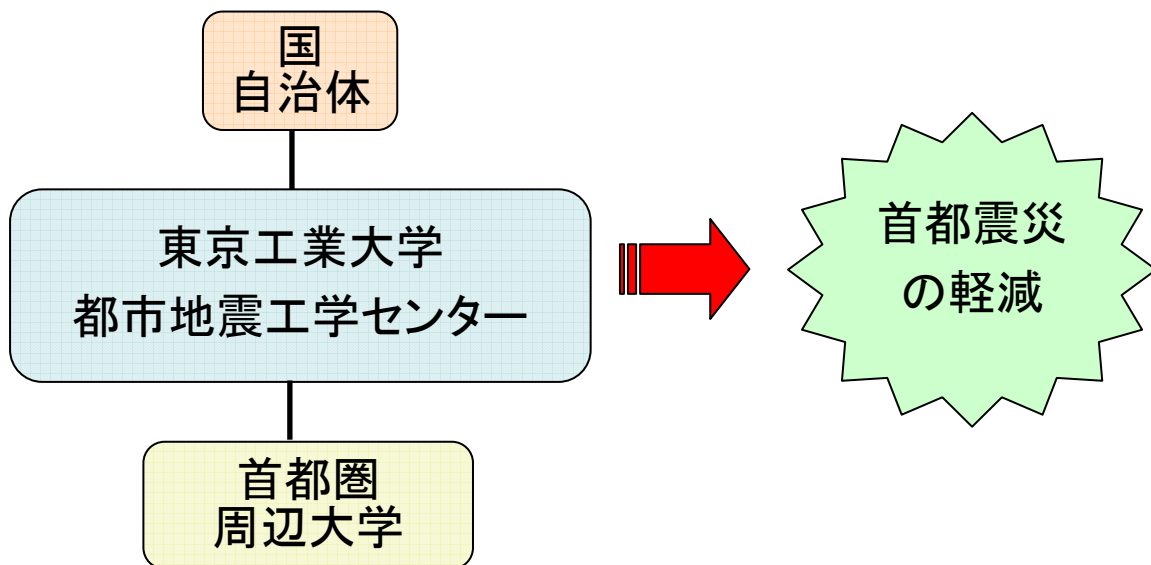 国
自治体
東京工業大学
都市地震工学センター
首都圏
周辺大学
首都震災
の軽減